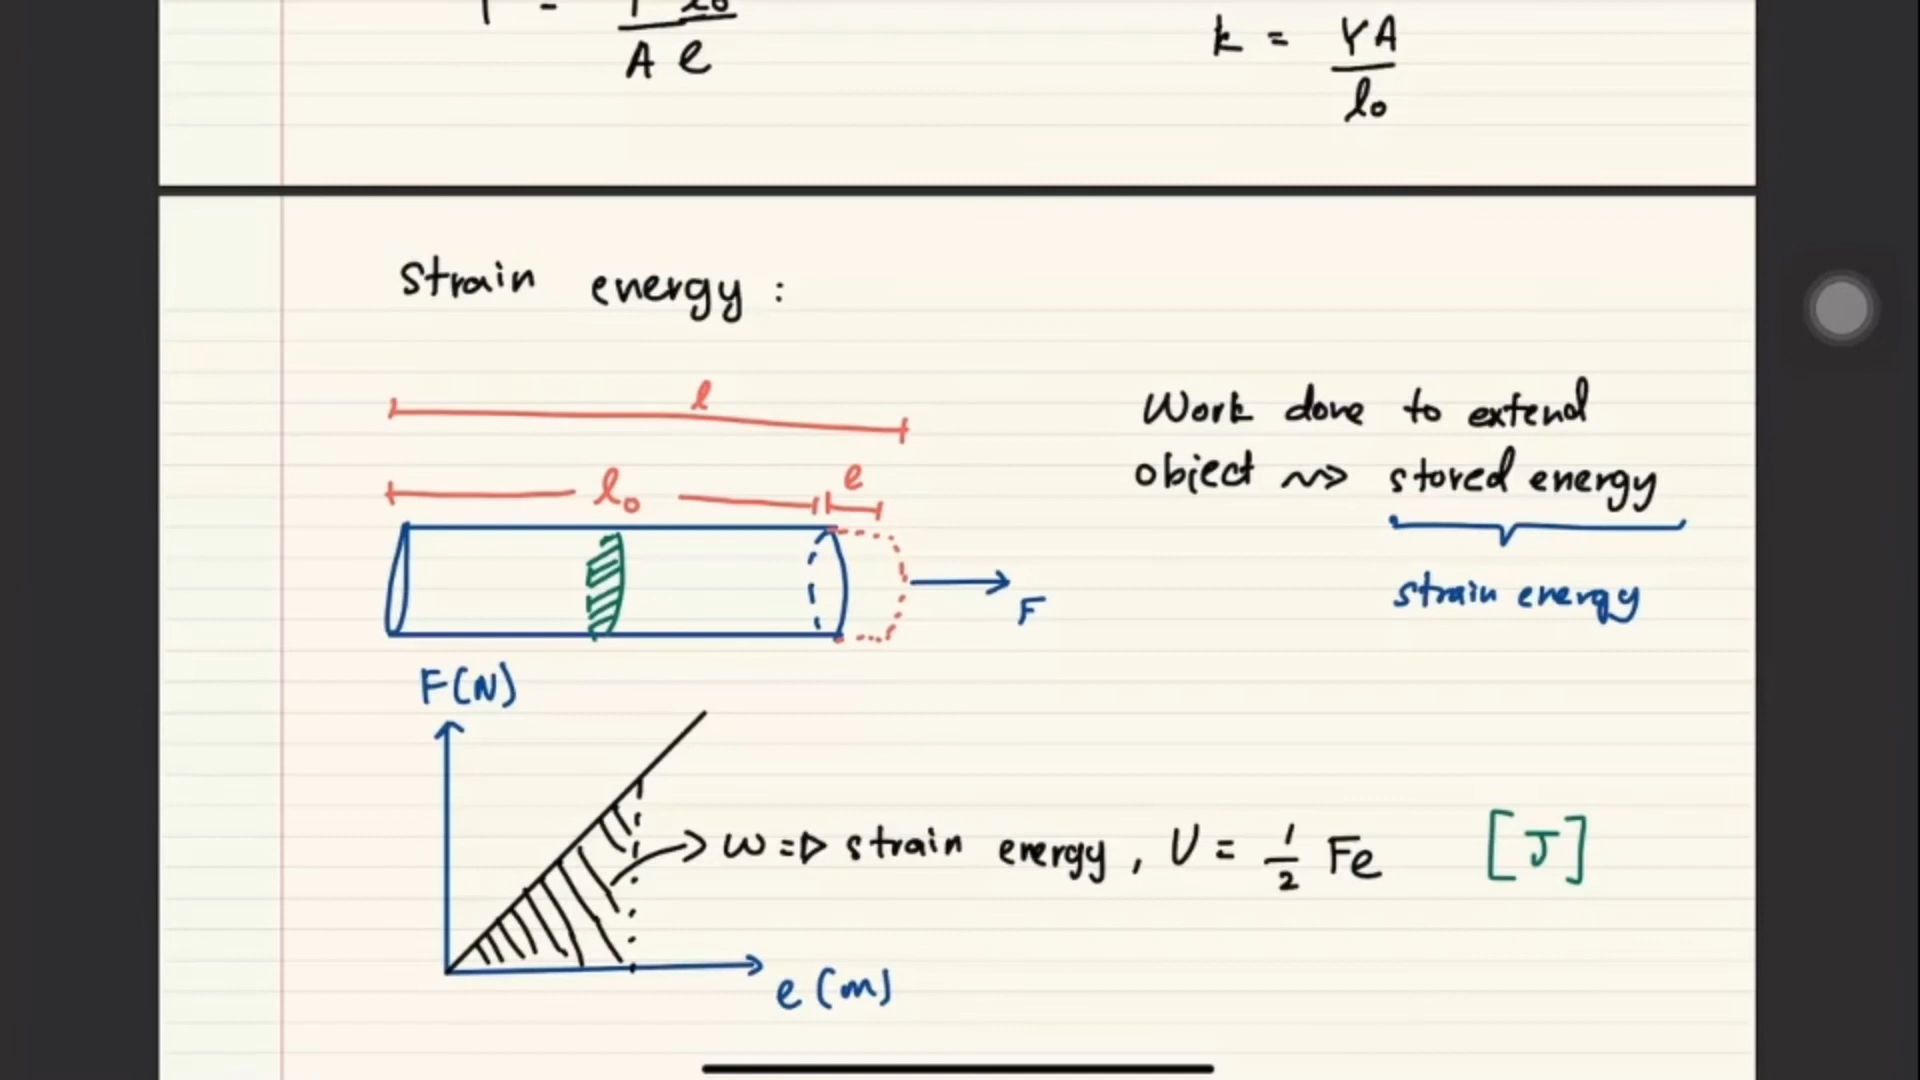 A e
k = YA
l₀
Strain energy :
l
l₀
e
Work done to extend
object ⇝ stored energy
strain energy
F
F(N)
W => strain energy, U = 1/2 Fe [J]
e (m)